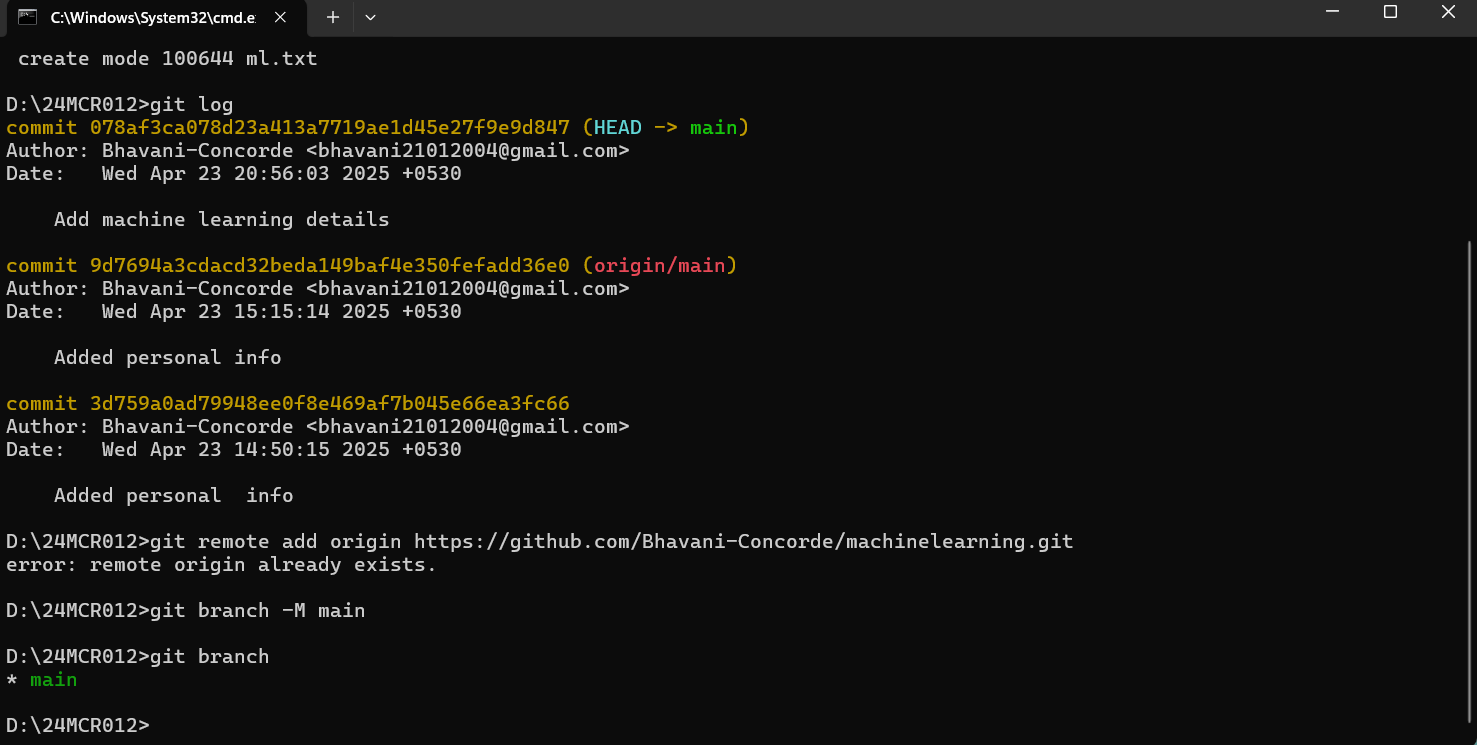 C:\Windows\System32\cmd.e
create mode 100644 ml.txt
D:\24MCR012>git log
commit 078af3ca078d23a413a7719ae1d45e27f9e9d847 (HEAD -> main)
Author: Bhavani-Concorde <bhavani21012004@gmail.com>
Date:   Wed Apr 23 20:56:03 2025 +0530
    Add machine learning details
commit 9d7694a3cdacd32beda149baf4e350fefadd36e0 (origin/main)
Author: Bhavani-Concorde <bhavani21012004@gmail.com>
Date:   Wed Apr 23 15:15:14 2025 +0530
    Added personal info
commit 3d759a0ad79948ee0f8e469af7b045e66ea3fc66
Author: Bhavani-Concorde <bhavani21012004@gmail.com>
Date:   Wed Apr 23 14:50:15 2025 +0530
    Added personal  info
D:\24MCR012>git remote add origin https://github.com/Bhavani-Concorde/machinelearning.git
error: remote origin already exists.
D:\24MCR012>git branch -M main
D:\24MCR012>git branch
* main
D:\24MCR012>